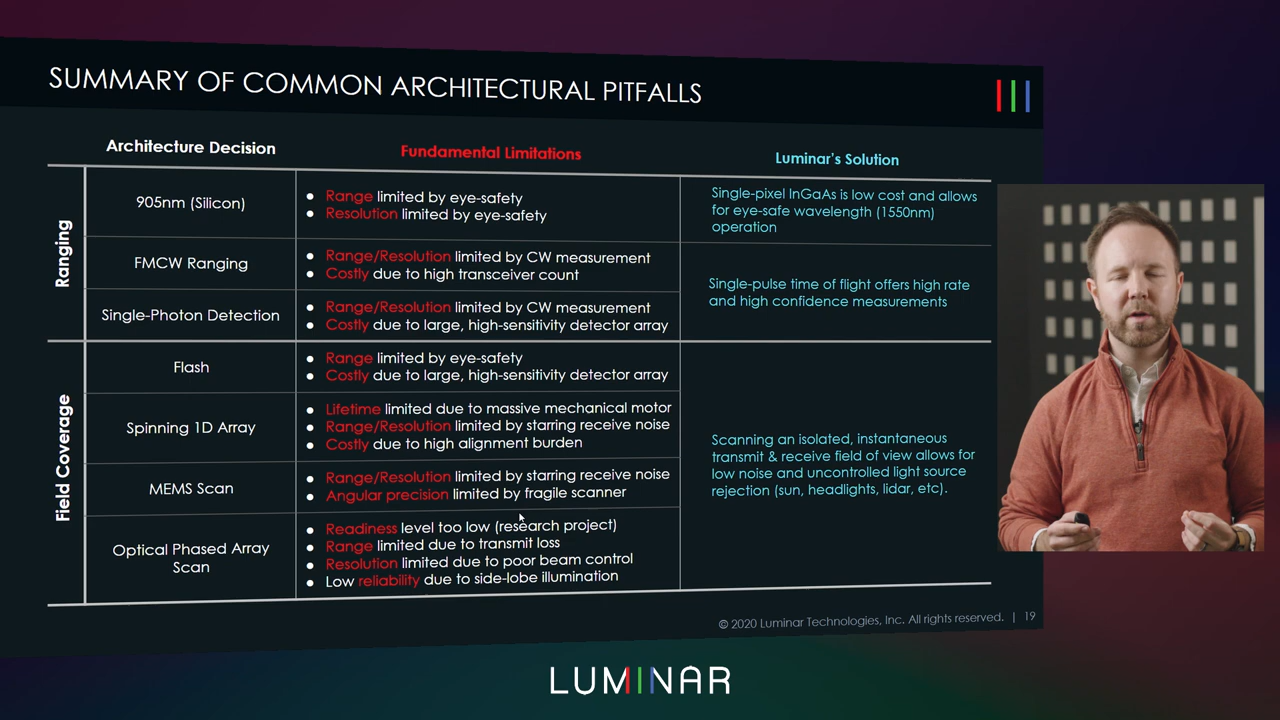 SUMMARY OF COMMON ARCHITECTURAL PITFALLS
Architecture Decision
Fundamental Limitations
Luminar's Solution
Ranging
905nm (Silicon)
● Range limited by eye-safety
● Resolution limited by eye-safety
Single-pixel InGaAs is low cost and allows
for eye-safe wavelength (1550nm)
operation
FMCW Ranging
● Range/Resolution limited by CW measurement
● Costly due to high transceiver count
Single-pulse time of flight offers high rate
and high confidence measurements
Single-Photon Detection
● Range/Resolution limited by CW measurement
● Costly due to large, high-sensitivity detector array
Field Coverage
Flash
● Range limited by eye-safety
● Costly due to large, high-sensitivity detector array
Spinning 1D Array
● Lifetime limited due to massive mechanical motor
● Range/Resolution limited by starring receive noise
● Costly due to high alignment burden
Scanning an isolated, instantaneous
transmit & receive field of view allows for
low noise and uncontrolled light source
rejection (sun, headlights, lidar, etc).
MEMS Scan
● Range/Resolution limited by starring receive noise
● Angular precision limited by fragile scanner
Optical Phased Array
Scan
● Readiness level too low (research project)
● Range limited due to transmit loss
● Resolution limited due to poor beam control
● Low reliability due to side-lobe illumination
© 2020 Luminar Technologies, Inc. All rights reserved. | 19
LUMINAR